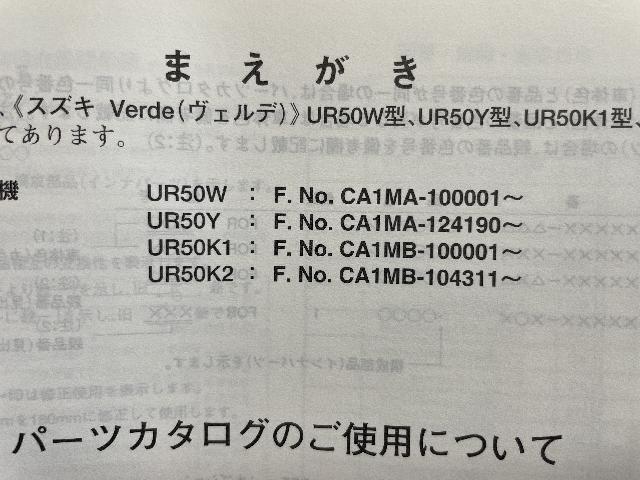 まえがき
、《スズキ Verde(ヴェルデ)》UR50W型、UR50Y型、UR50K1型、
てあります。
機 UR50W : F. No. CA1MA-100001〜
UR50Y : F. No. CA1MA-124190〜
UR50K1 : F. No. CA1MB-100001〜
UR50K2 : F. No. CA1MB-104311〜
パーツカタログのご使用について